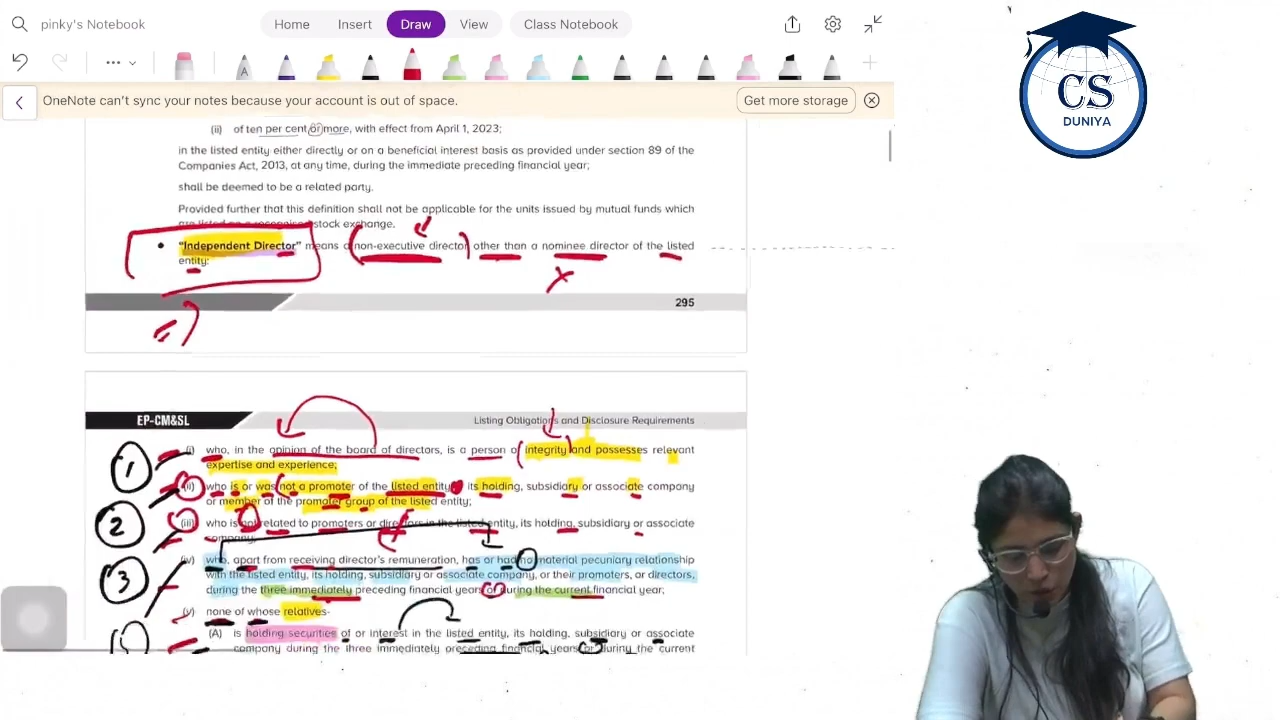 pinky's Notebook
Home Insert Draw View Class Notebook
OneNote can't sync your notes because your account is out of space.
Get more storage
CS
DUNIYA
(ii) of ten per cent or more, with effect from April 1, 2023;
in the listed entity either directly or on a beneficial interest basis as provided under section 89 of the
Companies Act, 2013, at any time, during the immediate preceding financial year;
shall be deemed to be a related party.
Provided further that this definition shall not be applicable for the units issued by mutual funds which
are listed on a recognised stock exchange.
• "Independent Director" means a non-executive director other than a nominee director of the listed
entity:
295
EP-CM&SL
Listing Obligations and Disclosure Requirements
1
(i) who, in the opinion of the board of directors, is a person of integrity and possesses relevant
expertise and experience;
(ii) who is or was not a promoter of the listed entity or its holding, subsidiary or associate company
or member of the promoter group of the listed entity;
2
(iii) who is not related to promoters or directors in the listed entity, its holding, subsidiary or associate
company;
3
(iv) who, apart from receiving director's remuneration, has or had no material pecuniary relationship
with the listed entity, its holding, subsidiary or associate company, or their promoters, or directors,
during the three immediately preceding financial years or during the current financial year;
(v) none of whose relatives-
(A) is holding securities of or interest in the listed entity, its holding, subsidiary or associate
company during the three immediately preceding financial years or during the current